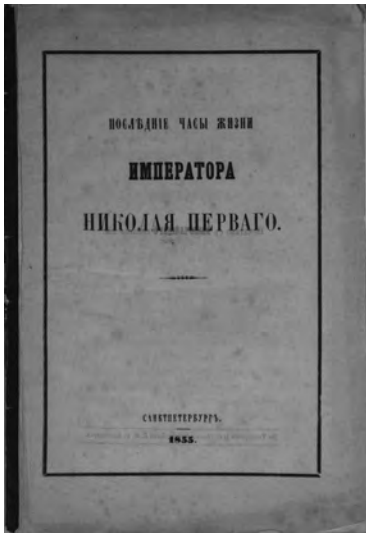 ПОСЛѢДНІЕ ЧАСЫ ЖИЗНИ
ИМПЕРАТОРА
НИКОЛАЯ ПЕРВАГО.
САНКТПЕТЕРБУРГЪ.
1855.